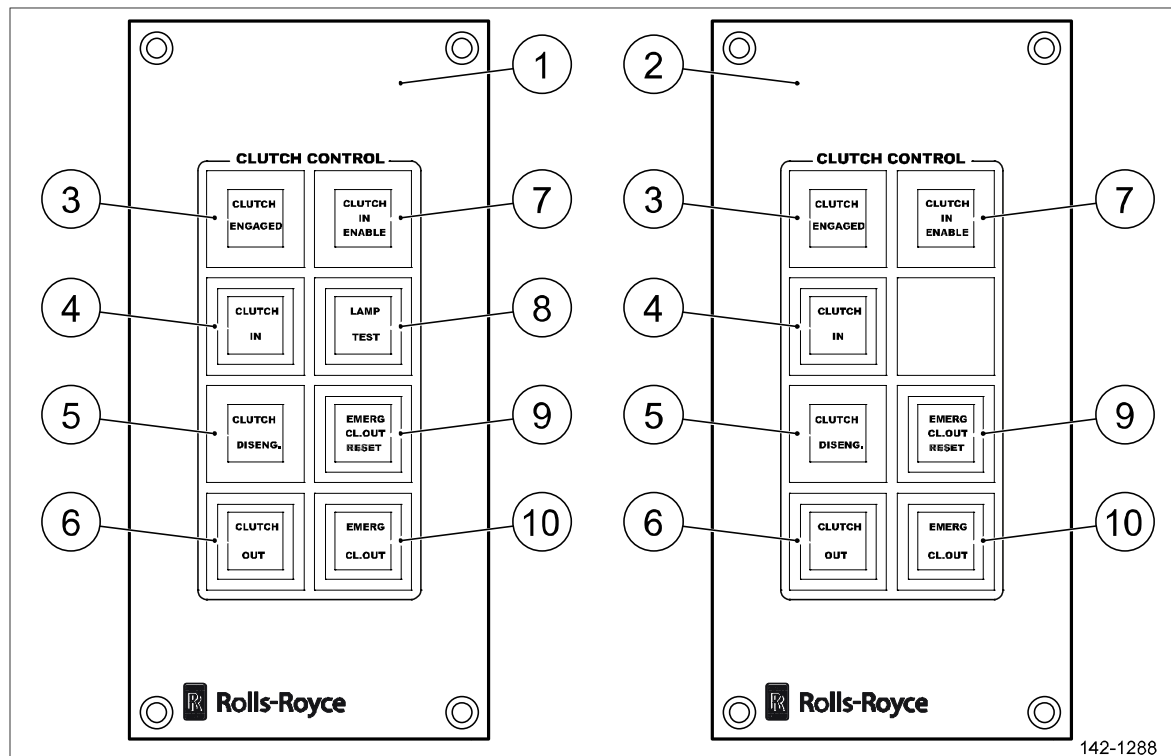 1
2
CLUTCH CONTROL
3
CLUTCH
ENGAGED
CLUTCH
IN
ENABLE
7
4
CLUTCH
IN
LAMP
TEST
8
5
CLUTCH
DISENG.
EMERG
CL.OUT
RESET
9
6
CLUTCH
OUT
EMERG
CL.OUT
10
RR
Rolls-Royce
CLUTCH CONTROL
3
CLUTCH
ENGAGED
CLUTCH
IN
ENABLE
7
4
CLUTCH
IN
5
CLUTCH
DISENG.
EMERG
CL.OUT
RESET
9
6
CLUTCH
OUT
EMERG
CL.OUT
10
RR
Rolls-Royce
142-1288